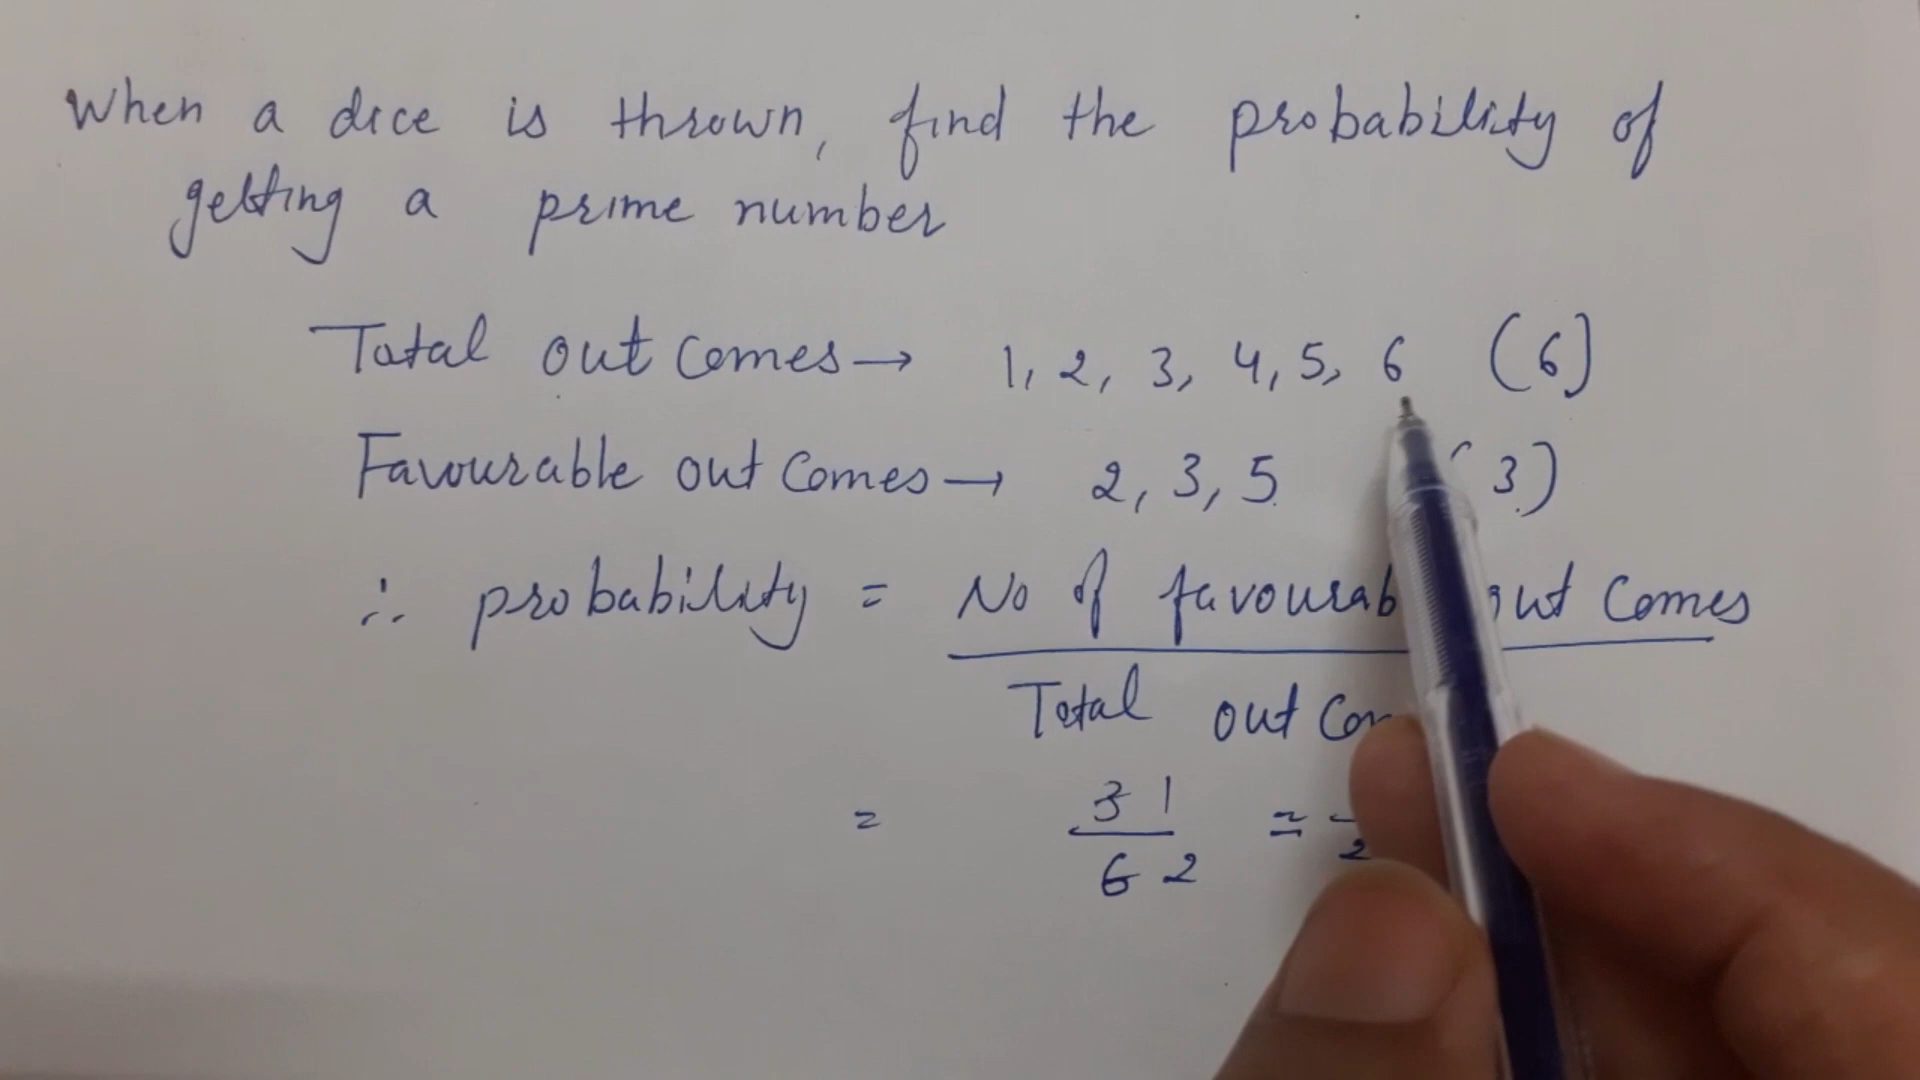 When a dice is thrown, find the probability of
getting a prime number
Total out comes → 1, 2, 3, 4, 5, 6 (6)
Favourable out comes → 2, 3, 5 (3)
∴ probability = No of favourab out comes
Total out com
= 3 1 = 
6 2 2